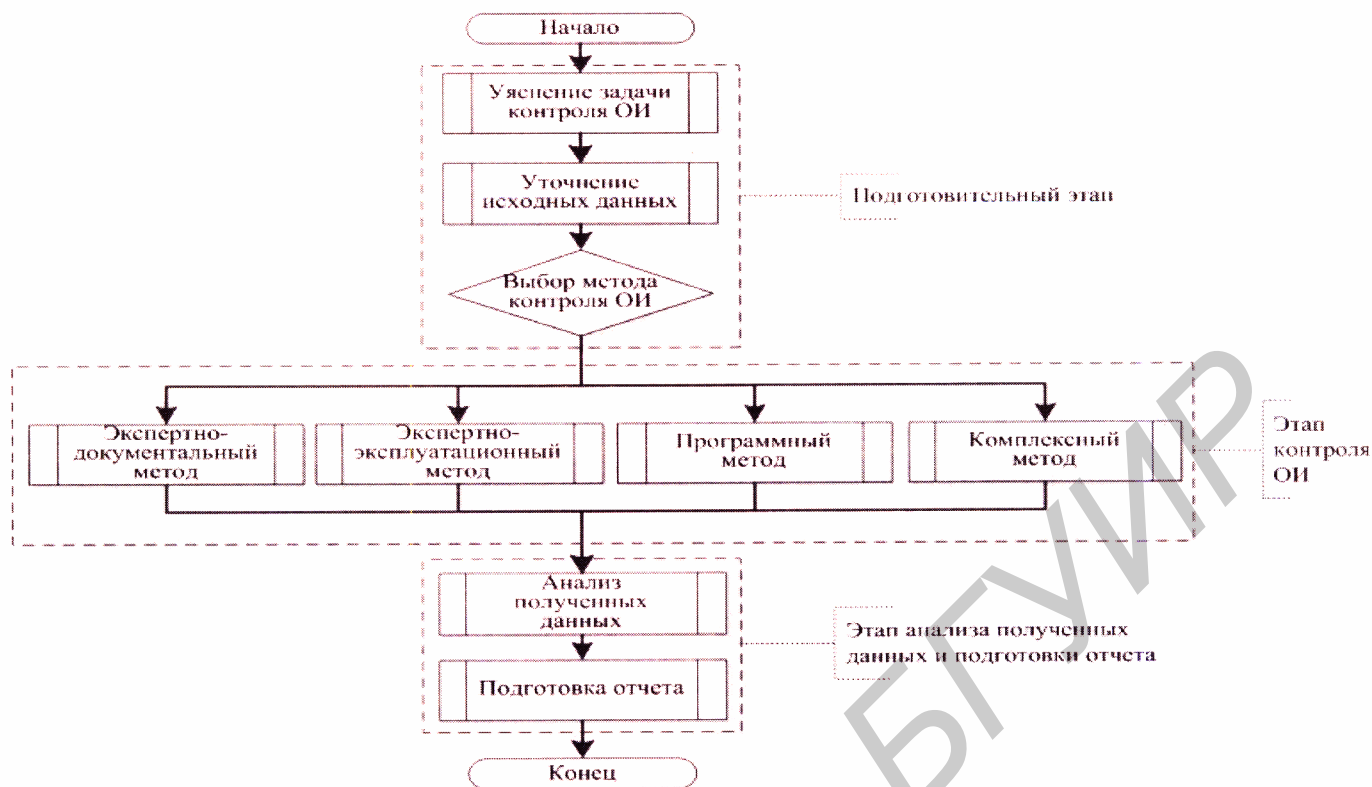 Начало
Уяснение задачи
контроля ОИ
Уточнение
исходных данных
Подготовительный этап
Выбор метода
контроля ОИ
Экспертно-
документальный
метод
Экспертно-
эксплуатационный
метод
Программный
метод
Комплексный
метод
Этап
контроля
ОИ
Анализ
полученных
данных
Этап анализа полученных
данных и подготовки отчета
Подготовка отчета
Конец
БГУИР